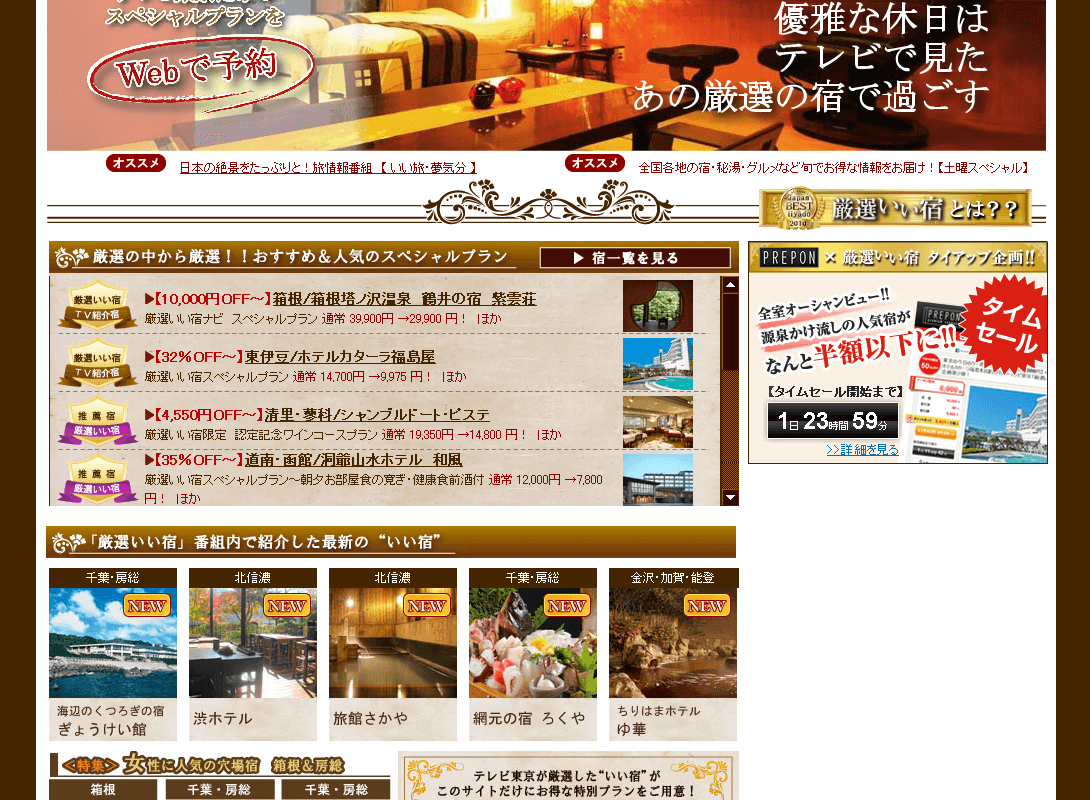 スペシャルプランを
Webで予約
優雅な休日は
テレビで見た
あの厳選の宿で過ごす
オススメ
日本の絶景をたっぷりと！旅情報番組 【 いい旅・夢気分 】
オススメ
全国各地の宿・秘湯・グルメなど旬でお得な情報をお届け！【土曜スペシャル】
Japan
BEST
iiyado
2010
厳選いい宿とは？？
厳選の中から厳選！！おすすめ＆人気のスペシャルプラン
▶ 宿一覧を見る
厳選いい宿
TV紹介宿
▶【10,000円OFF～】箱根/箱根塔ノ沢温泉　鶴井の宿　紫雲荘
厳選いい宿ナビ　スペシャルプラン 通常 39,900円 →29,900 円！　ほか
厳選いい宿
TV紹介宿
▶【32%OFF～】東伊豆/ホテルカターラ福島屋
厳選いい宿スペシャルプラン 通常 14,700円 →9,975 円！　ほか
推薦宿
厳選いい宿
▶【4,550円OFF～】清里・蓼科/シャンブルドート・ビステ
厳選いい宿限定　認定記念ワインコースプラン 通常 19,350円 →14,800 円！　ほか
推薦宿
厳選いい宿
▶【35%OFF～】道南・函館/洞爺山水ホテル　和風
厳選いい宿スペシャルプラン～朝夕お部屋食の寛ぎ・健康食前酒付 通常 12,000円 →7,800
円！　ほか
PREPON × 厳選いい宿 タイアップ企画!!
全室オーシャンビュー!!
源泉かけ流しの人気宿が
なんと半額以下に!!
タイム
セール
【タイムセール開始まで】
1日 23時間 59分
>>詳細を見る
「厳選いい宿」番組内で紹介した最新の“いい宿”
千葉・房総
NEW
海辺のくつろぎの宿
ぎょうけい館
北信濃
NEW
渋ホテル
北信濃
NEW
旅館さかや
千葉・房総
NEW
網元の宿 ろくや
金沢・加賀・能登
NEW
ちりはまホテル
ゆ華
<特集> 女性に人気の穴場宿　箱根＆房総
箱根
千葉・房総
千葉・房総
テレビ東京が厳選した“いい宿”が
このサイトだけにお得な特別プランをご用意！